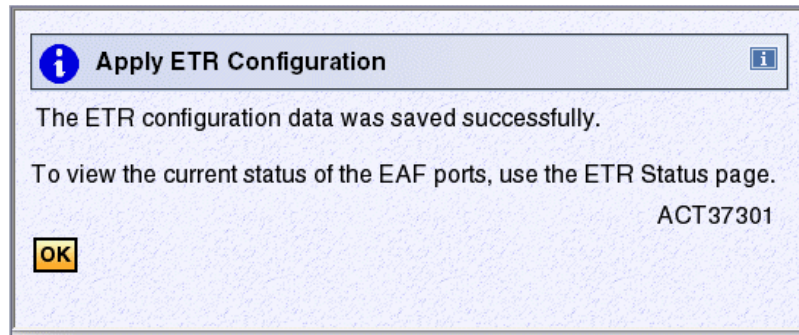 Apply ETR Configuration
The ETR configuration data was saved successfully.
To view the current status of the EAF ports, use the ETR Status page.
ACT37301
OK